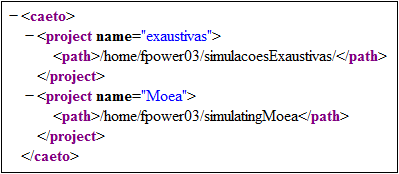 −<caeto>
−<project name="exaustivas">
<path>/home/fpower03/simulacoesExaustivas/</path>
</project>
−<project name="Moea">
<path>/home/fpower03/simulatingMoea</path>
</project>
</caeto>